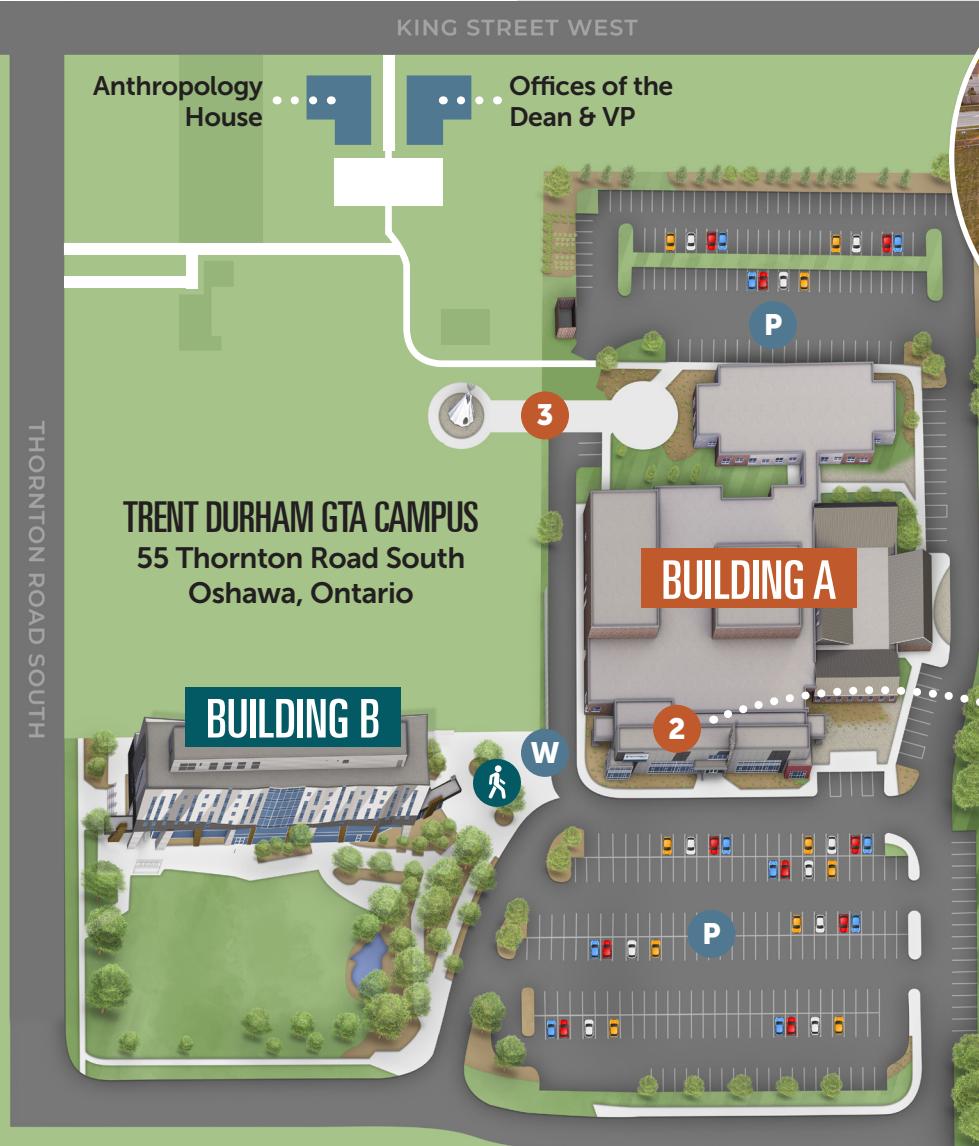 KING STREET WEST
Anthropology
House
Offices of the
Dean & VP
P
3
THORNTON ROAD SOUTH
TRENT DURHAM GTA CAMPUS
55 Thornton Road South
Oshawa, Ontario
BUILDING A
BUILDING B
2
W
P